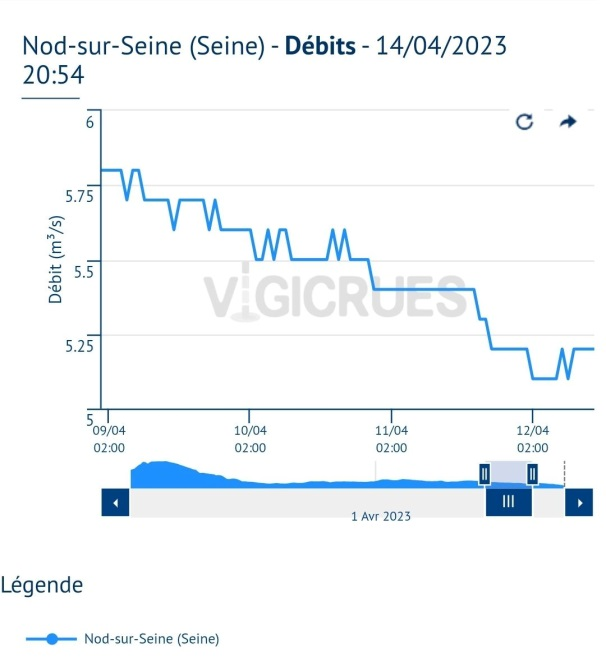 Nod-sur-Seine (Seine) - Débits - 14/04/2023
20:54
6
5.75
5.5
5.25
5
Débit (m³/s)
VIGICRUES
09/04
02:00
10/04
02:00
11/04
02:00
12/04
02:00
1 Avr 2023
Légende
Nod-sur-Seine (Seine)